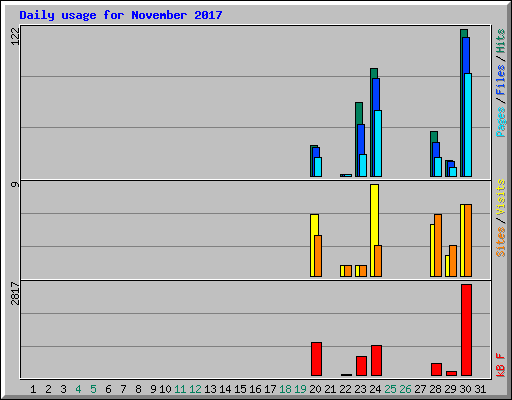 Daily usage for November 2017
122
Pages / Files / Hits
9
Sites / Visits
2817
kB F
1 2 3 4 5 6 7 8 9 10 11 12 13 14 15 16 17 18 19 20 21 22 23 24 25 26 27 28 29 30 31